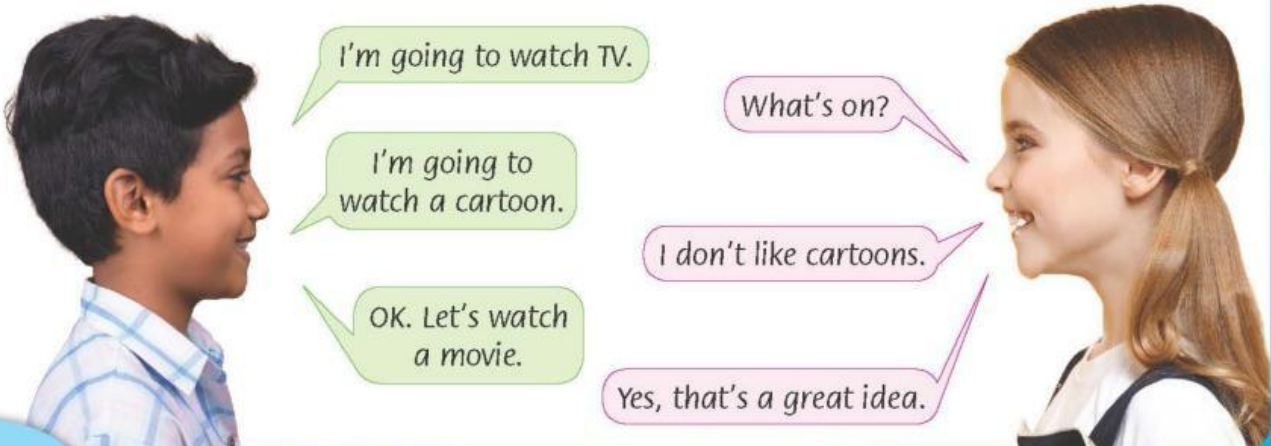 I'm going to watch TV.
What's on?
I'm going to
watch a cartoon.
I don't like cartoons.
OK. Let's watch
a movie.
Yes, that's a great idea.